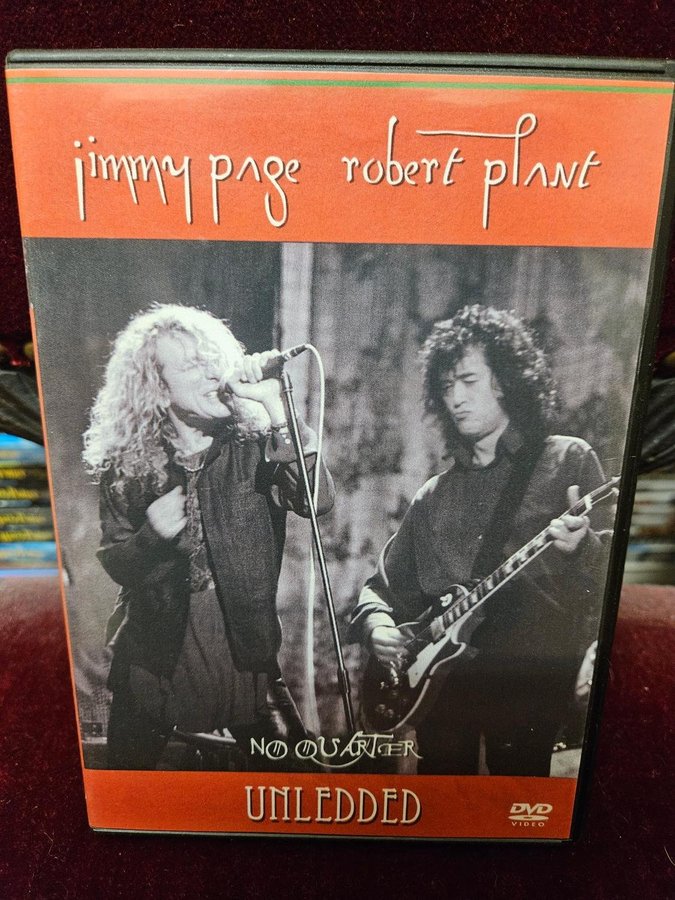 jimmy page robert plant
NO QUARTER
UNLEDDED
DVD
VIDEO